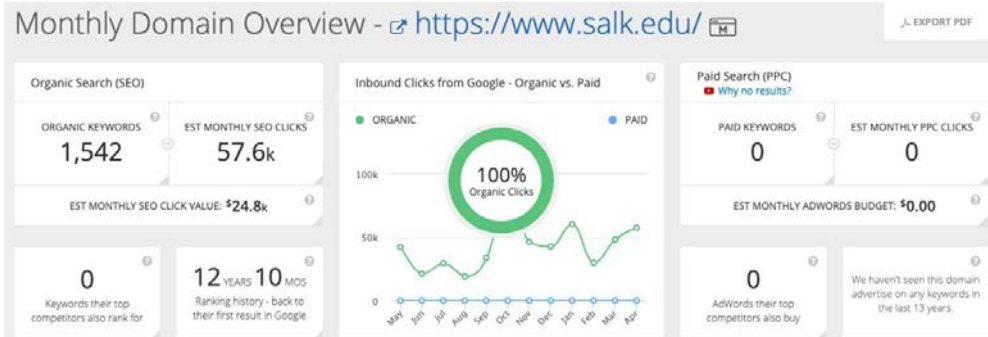 Monthly Domain Overview - https://www.salk.edu/ M
EXPORT PDF
Organic Search (SEO)
ORGANIC KEYWORDS
1,542
EST MONTHLY SEO CLICKS
57.6k
EST MONTHLY SEO CLICK VALUE: $24.8k
0
Keywords their top
competitors also rank for
12 YEARS 10 MOS
Ranking history - back to
their first result in Google
Inbound Clicks from Google - Organic vs. Paid
ORGANIC
PAID
100%
Organic Clicks
100k
50k
0
May Jun Jul Aug Sep Oct Nov Dec Jan Feb Mar Apr
Paid Search (PPC)
Why no results?
PAID KEYWORDS
0
EST MONTHLY PPC CLICKS
0
EST MONTHLY ADWORDS BUDGET: $0.00
0
AdWords their top
competitors also buy
We haven't seen this domain
advertise on any keywords in
the last 13 years.